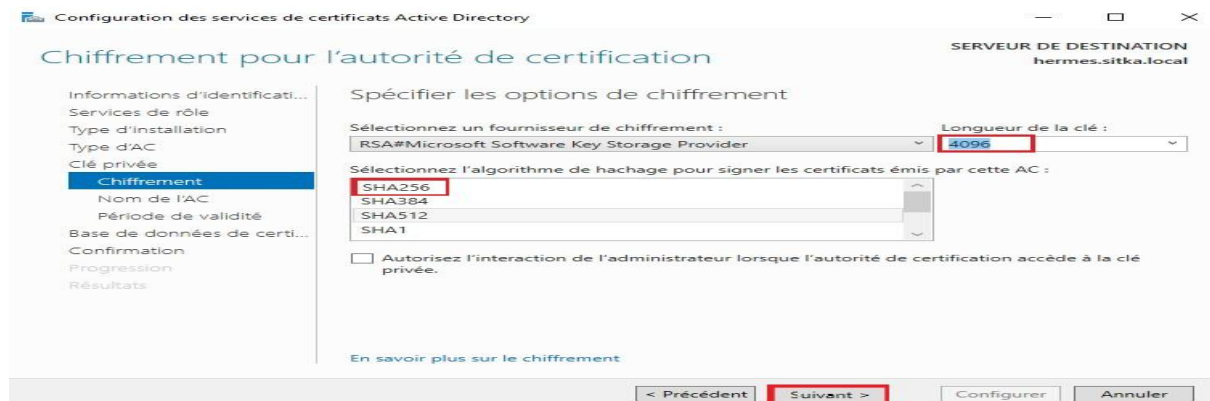 Configuration des services de certificats Active Directory
Chiffrement pour l'autorité de certification
SERVEUR DE DESTINATION
hermes.sitka.local
Informations d'identificati...
Services de rôle
Type d'installation
Type d'AC
Clé privée
Chiffrement
Nom de l'AC
Période de validité
Base de données de certi...
Confirmation
Progression
Résultats
Spécifier les options de chiffrement
Sélectionnez un fournisseur de chiffrement :
Longueur de la clé :
RSA#Microsoft Software Key Storage Provider
4096
Sélectionnez l'algorithme de hachage pour signer les certificats émis par cette AC :
SHA256
SHA384
SHA512
SHA1
Autorisez l'interaction de l'administrateur lorsque l'autorité de certification accède à la clé
privée.
En savoir plus sur le chiffrement
< Précédent
Suivant >
Configurer
Annuler